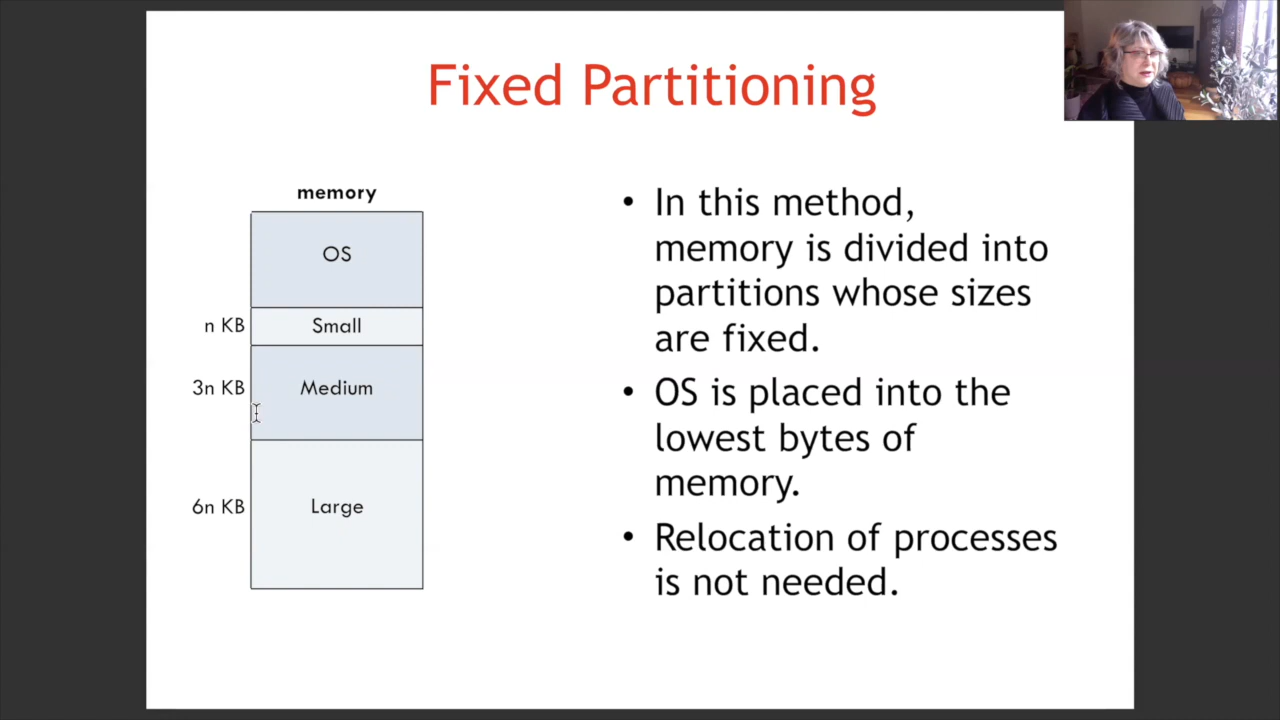 Fixed Partitioning
memory
OS
n KB
Small
3n KB
Medium
6n KB
Large
• In this method,
memory is divided into
partitions whose sizes
are fixed.
• OS is placed into the
lowest bytes of
memory.
• Relocation of processes
is not needed.